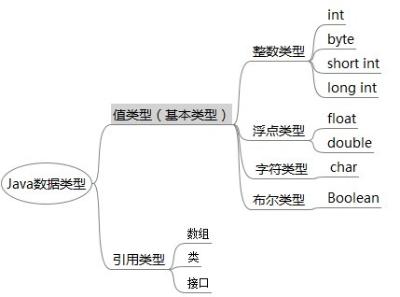 Java数据类型
值类型（基本类型）
整数类型
int
byte
short int
long int
浮点类型
float
double
字符类型
char
布尔类型
Boolean
引用类型
数组
类
接口